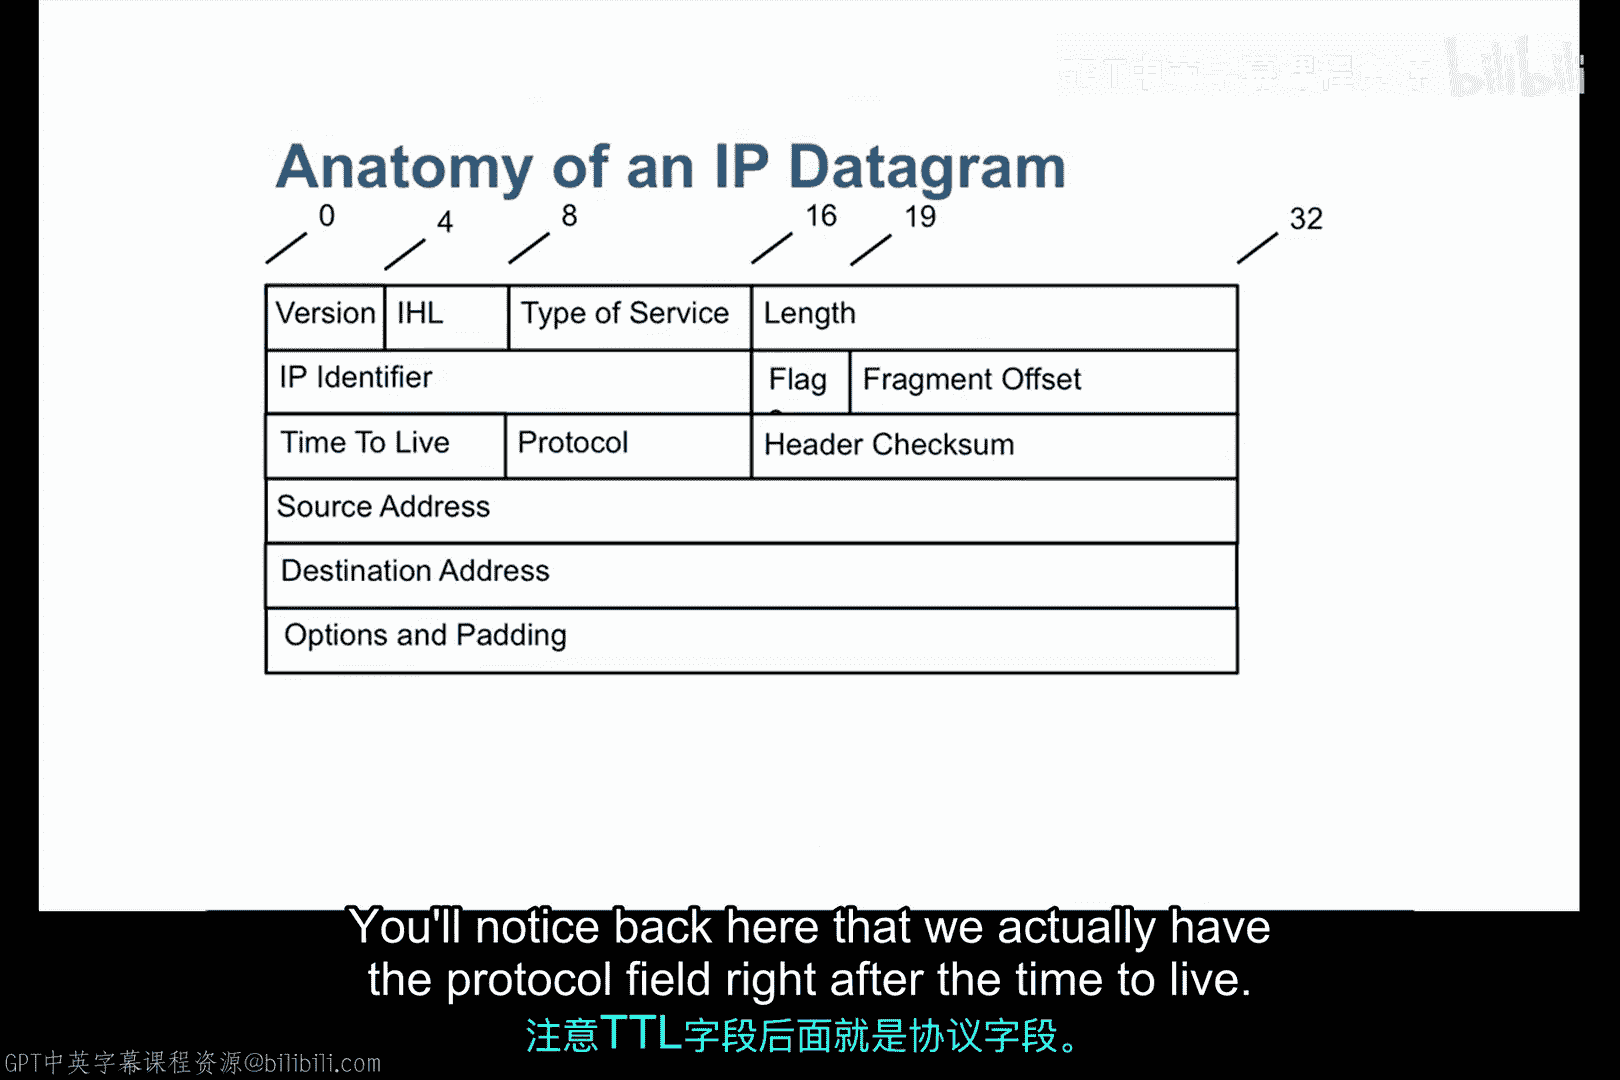 bilibili
Anatomy of an IP Datagram
0 4 8 16 19 32
Version IHL Type of Service Length
IP Identifier Flag Fragment Offset
Time To Live Protocol Header Checksum
Source Address
Destination Address
Options and Padding
You'll notice back here that we actually have
the protocol field right after the time to live.
注意TTL字段后面就是协议字段。
GPT中英字幕课程资源@bilibili.com